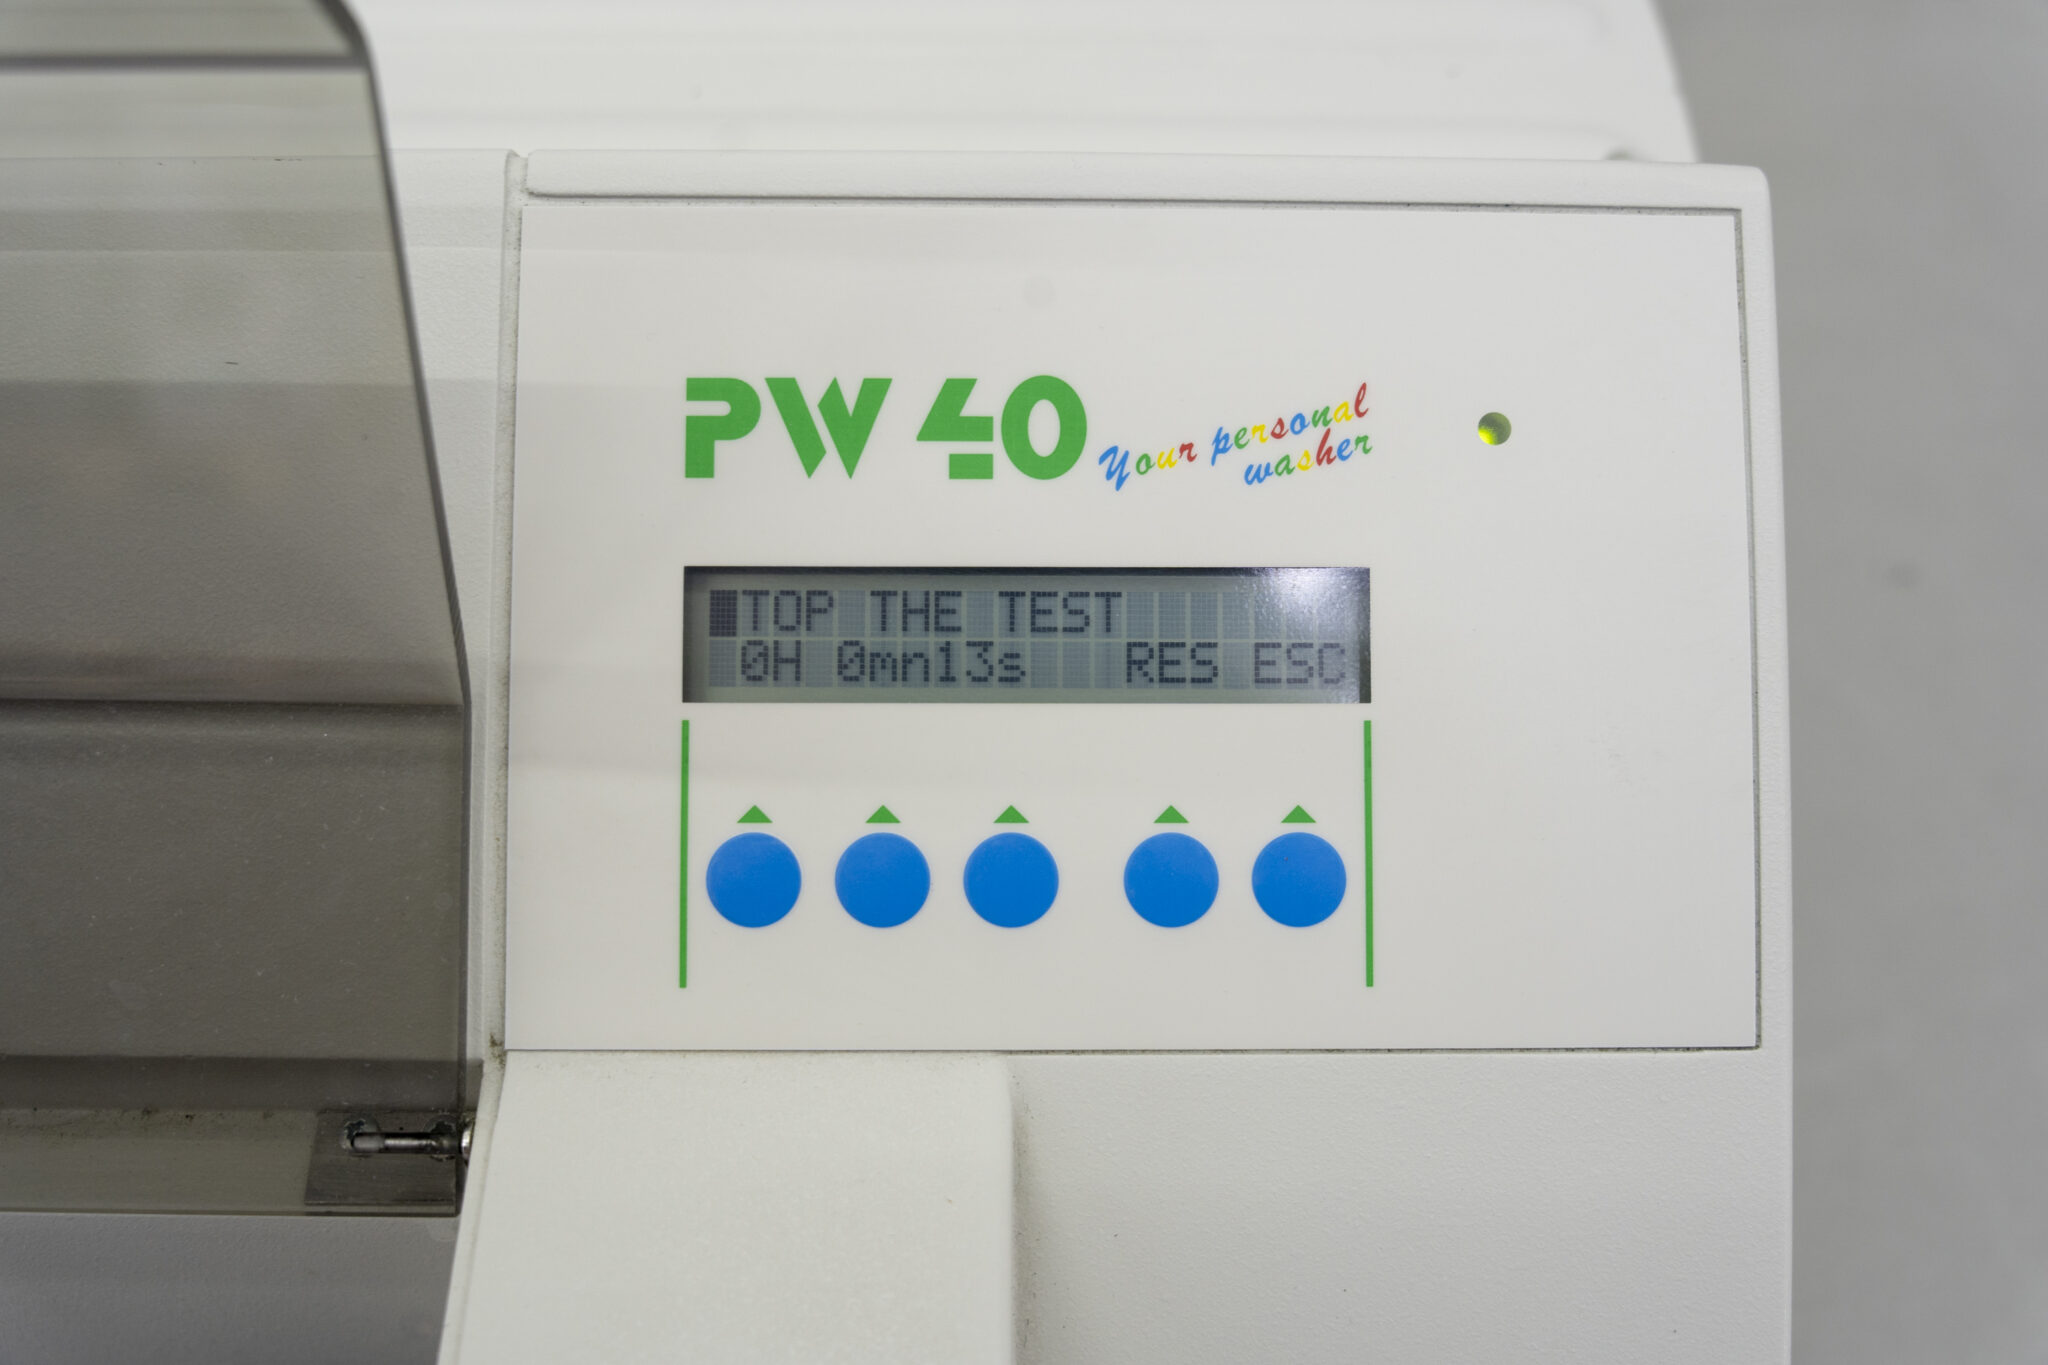 PW 40
Your personal
washer
TOP THE TEST
0H 0mn13s RES ESC